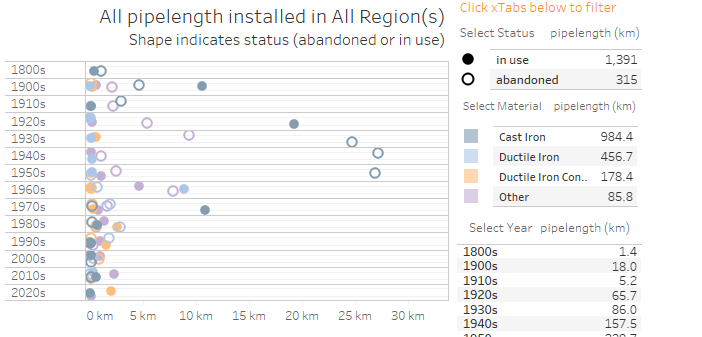 All pipelength installed in All Region(s)
Shape indicates status (abandoned or in use)
1800s
1900s
1910s
1920s
1930s
1940s
1950s
1960s
1970s
1980s
1990s
2000s
2010s
2020s
0 km 5 km 10 km 15 km 20 km 25 km 30 km
Click xTabs below to filter
Select Status pipelength (km)
in use 1,391
abandoned 315
Select Material pipelength (km)
Cast Iron 984.4
Ductile Iron 456.7
Ductile Iron Con.. 178.4
Other 85.8
Select Year pipelength (km)
1800s 1.4
1900s 18.0
1910s 5.2
1920s 65.7
1930s 86.0
1940s 157.5